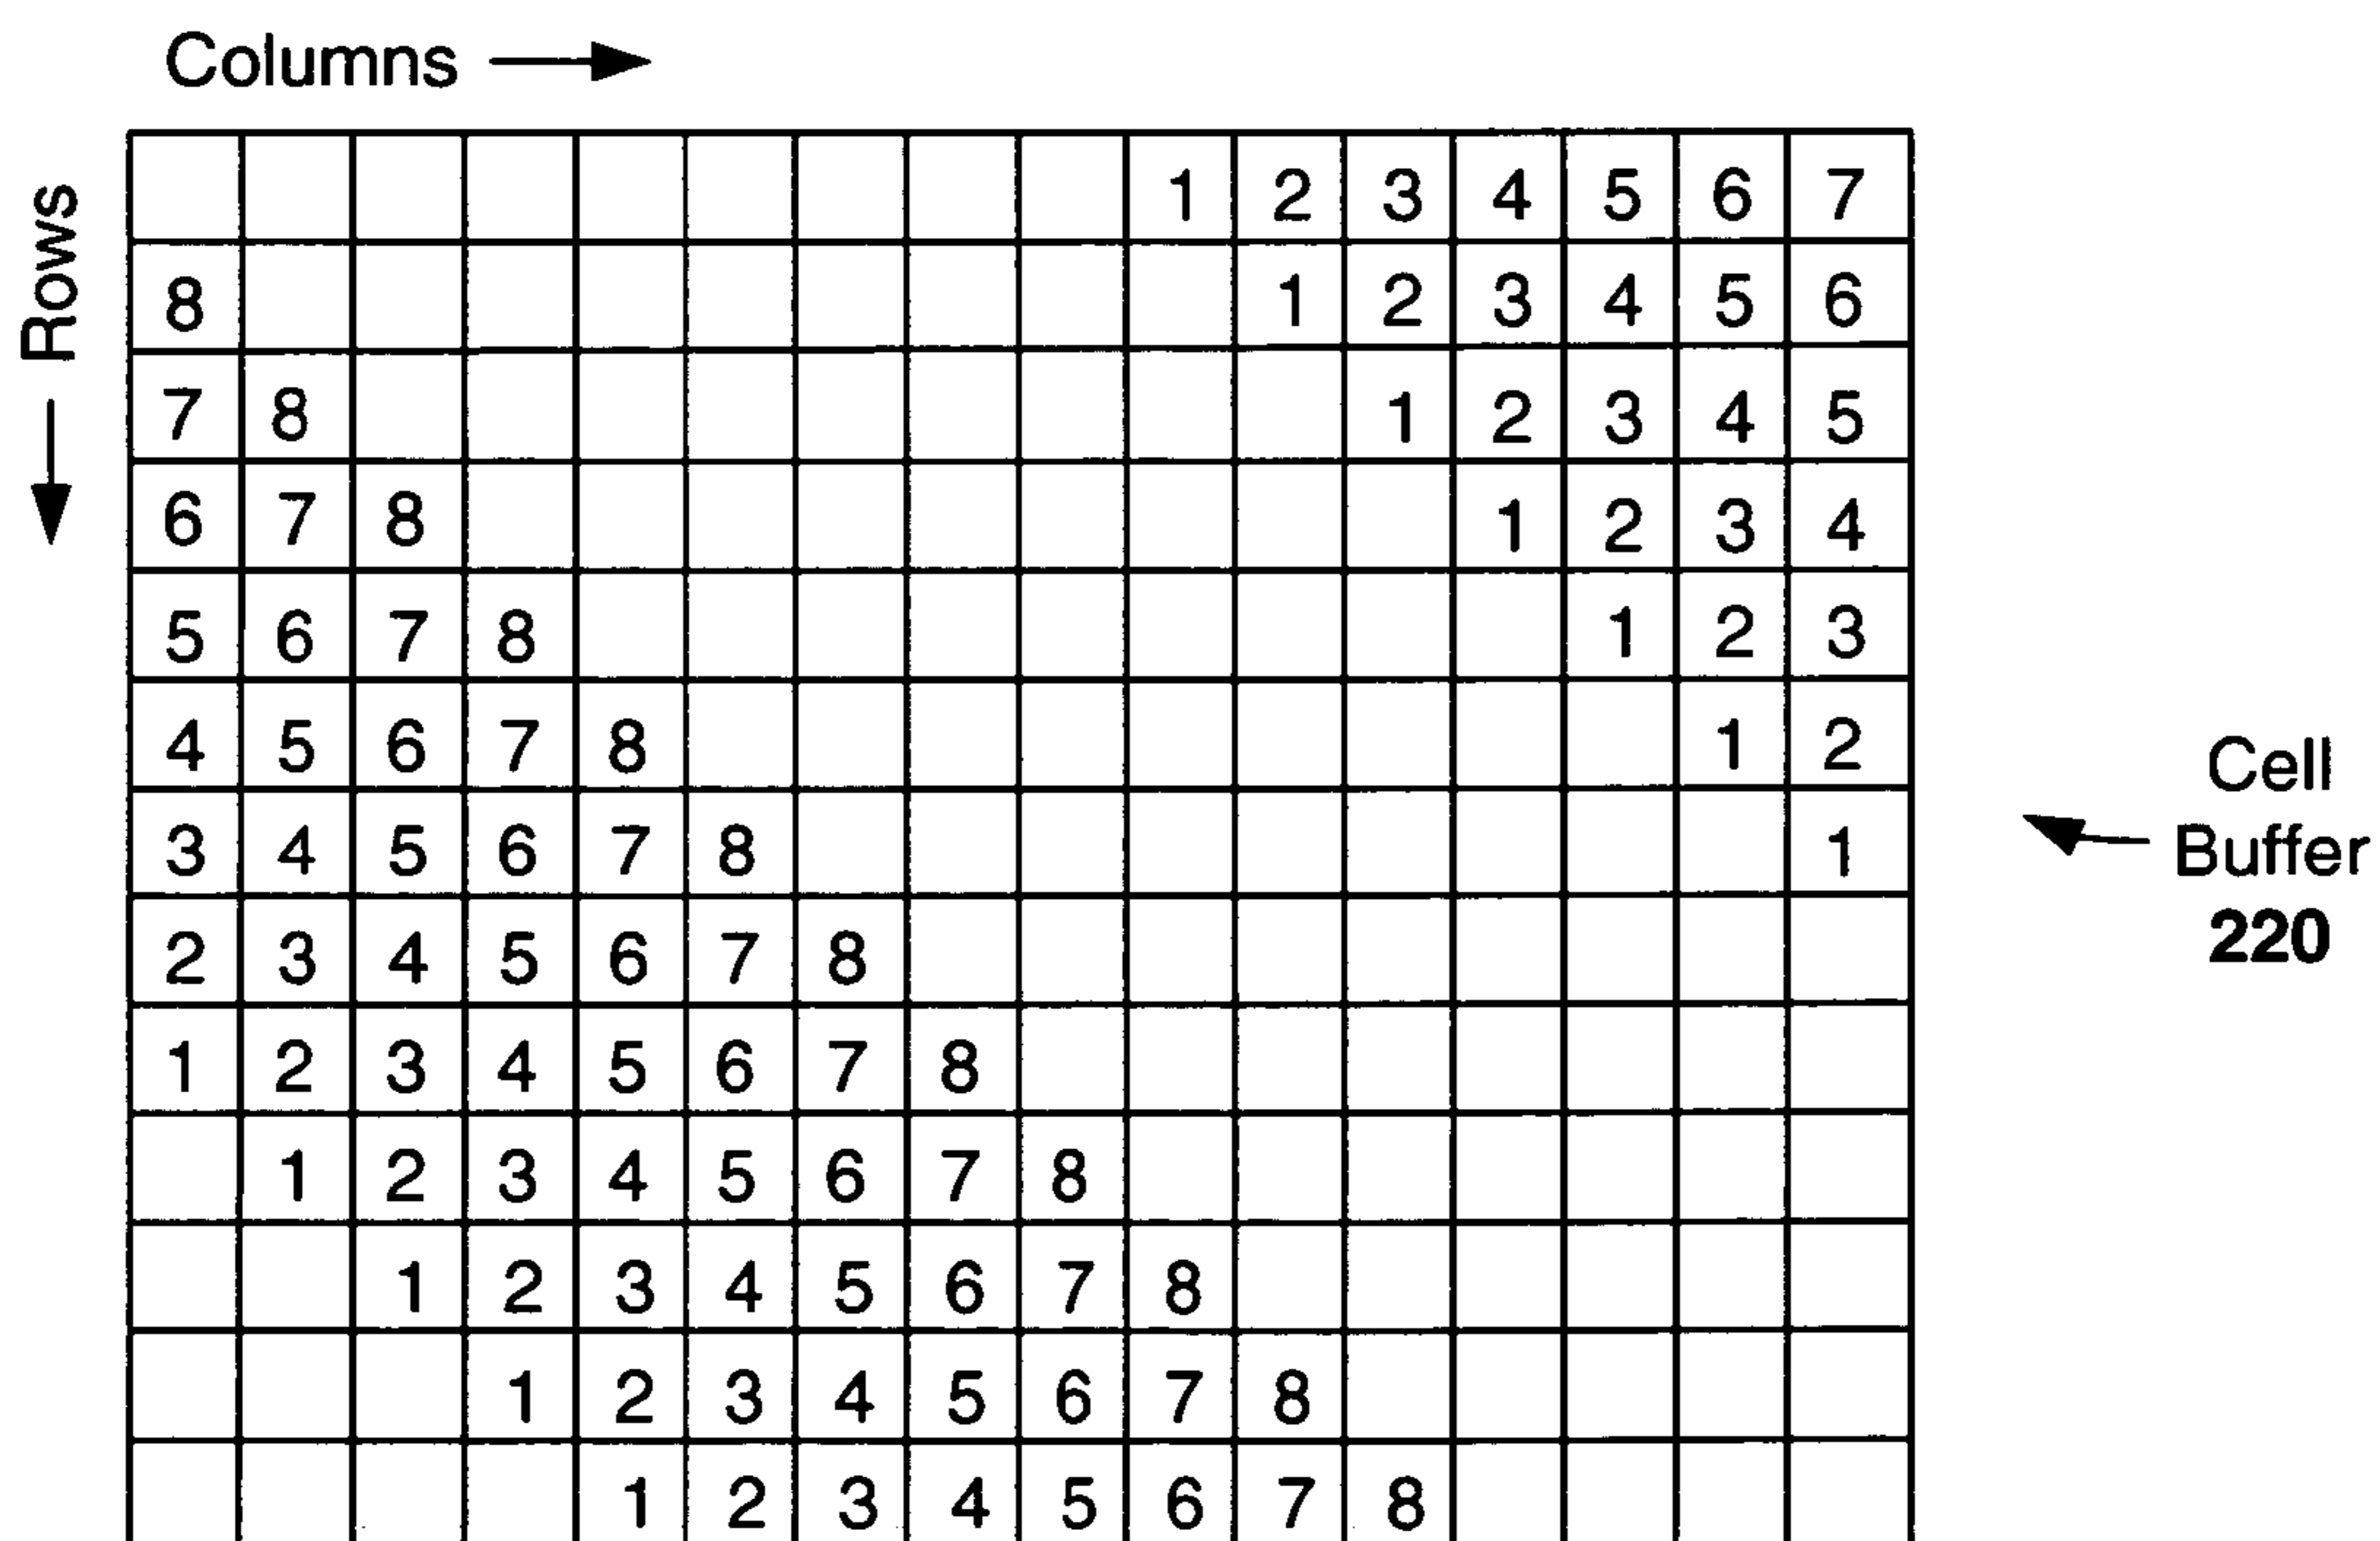 Columns
Rows
1 2 3 4 5 6 7
8 1 2 3 4 5 6
7 8 1 2 3 4 5
6 7 8 1 2 3 4
5 6 7 8 1 2 3
4 5 6 7 8 1 2
3 4 5 6 7 8 1
2 3 4 5 6 7 8
1 2 3 4 5 6 7 8
1 2 3 4 5 6 7 8
1 2 3 4 5 6 7 8
1 2 3 4 5 6 7 8
1 2 3 4 5 6 7 8
Cell
Buffer
220